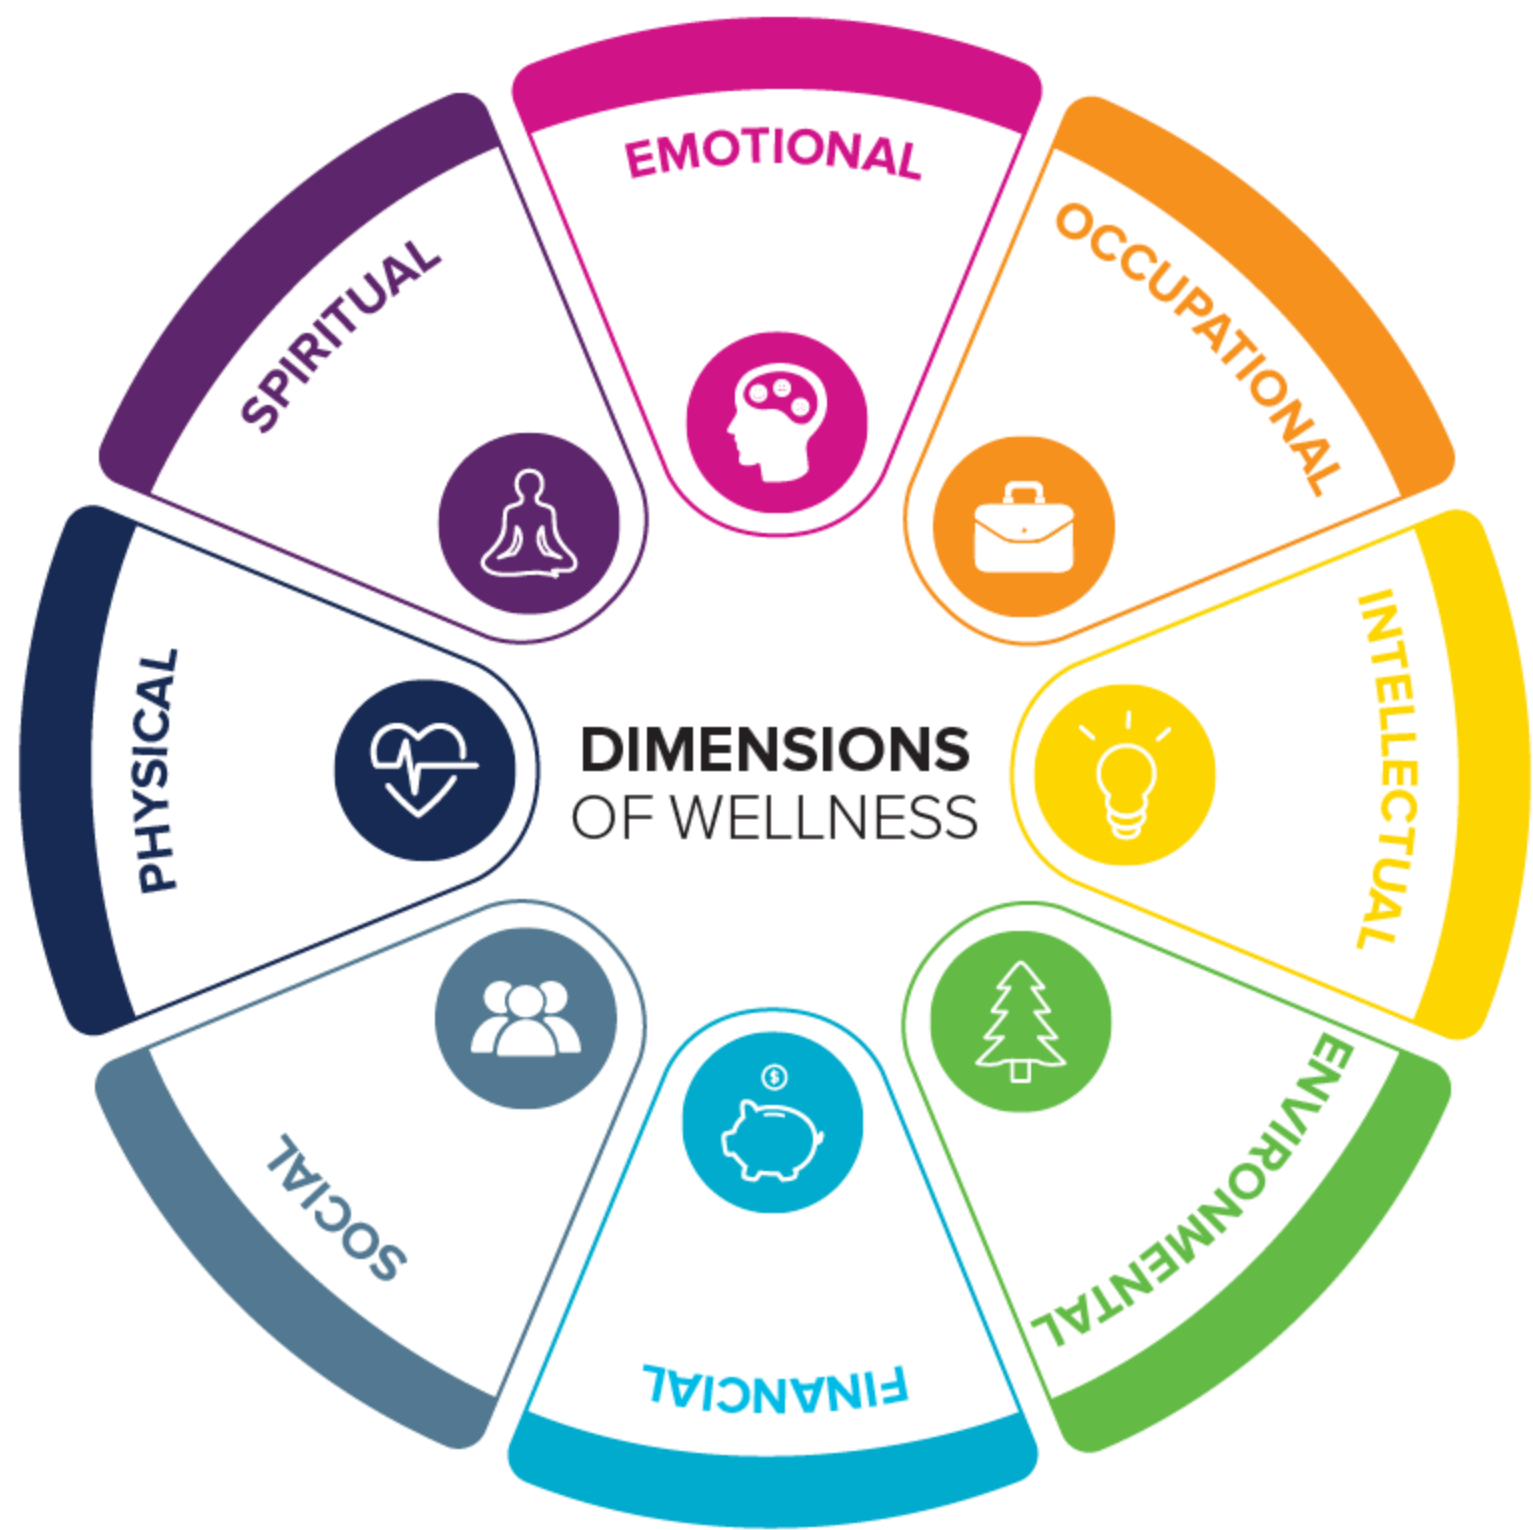 EMOTIONAL
OCCUPATIONAL
INTELLECTUAL
ENVIRONMENTAL
FINANCIAL
SOCIAL
PHYSICAL
SPIRITUAL
DIMENSIONS
OF WELLNESS
$